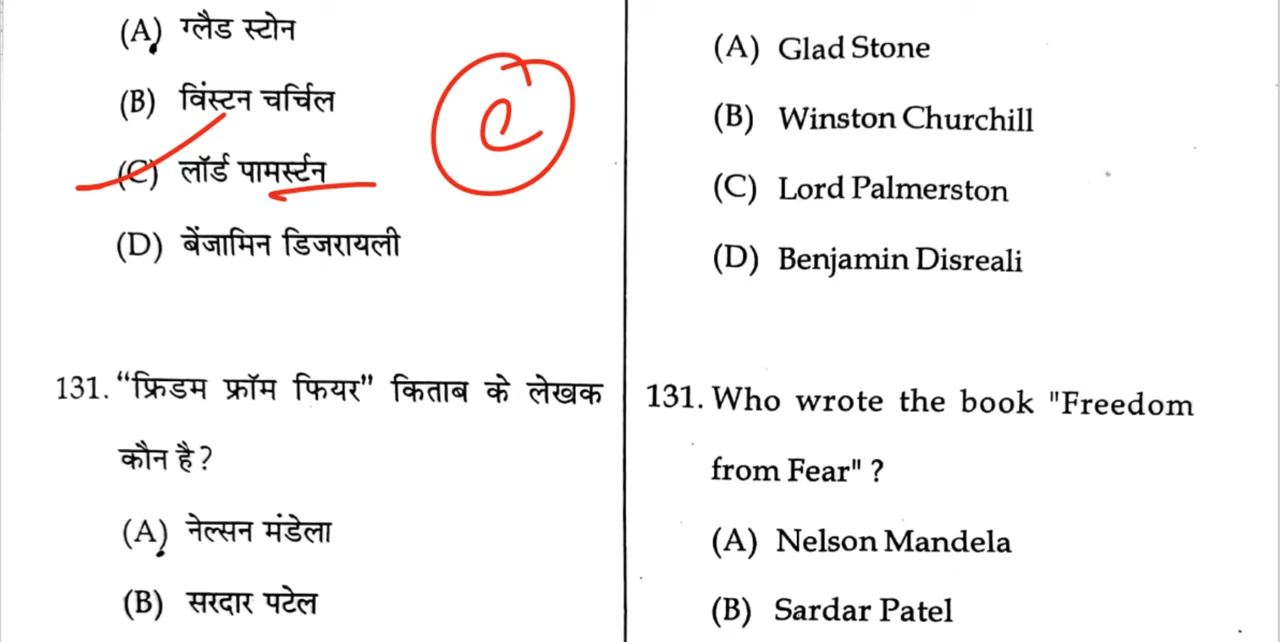 (A) ग्लैड स्टोन
(B) विंस्टन चर्चिल
(C) लॉर्ड पामर्स्टन
(D) बेंजामिन डिजरायली
C
131. “फ्रिडम फ्रॉम फियर” किताब के लेखक
कौन है?
(A) नेल्सन मंडेला
(B) सरदार पटेल
(A) Glad Stone
(B) Winston Churchill
(C) Lord Palmerston
(D) Benjamin Disreali
131. Who wrote the book "Freedom
from Fear" ?
(A) Nelson Mandela
(B) Sardar Patel